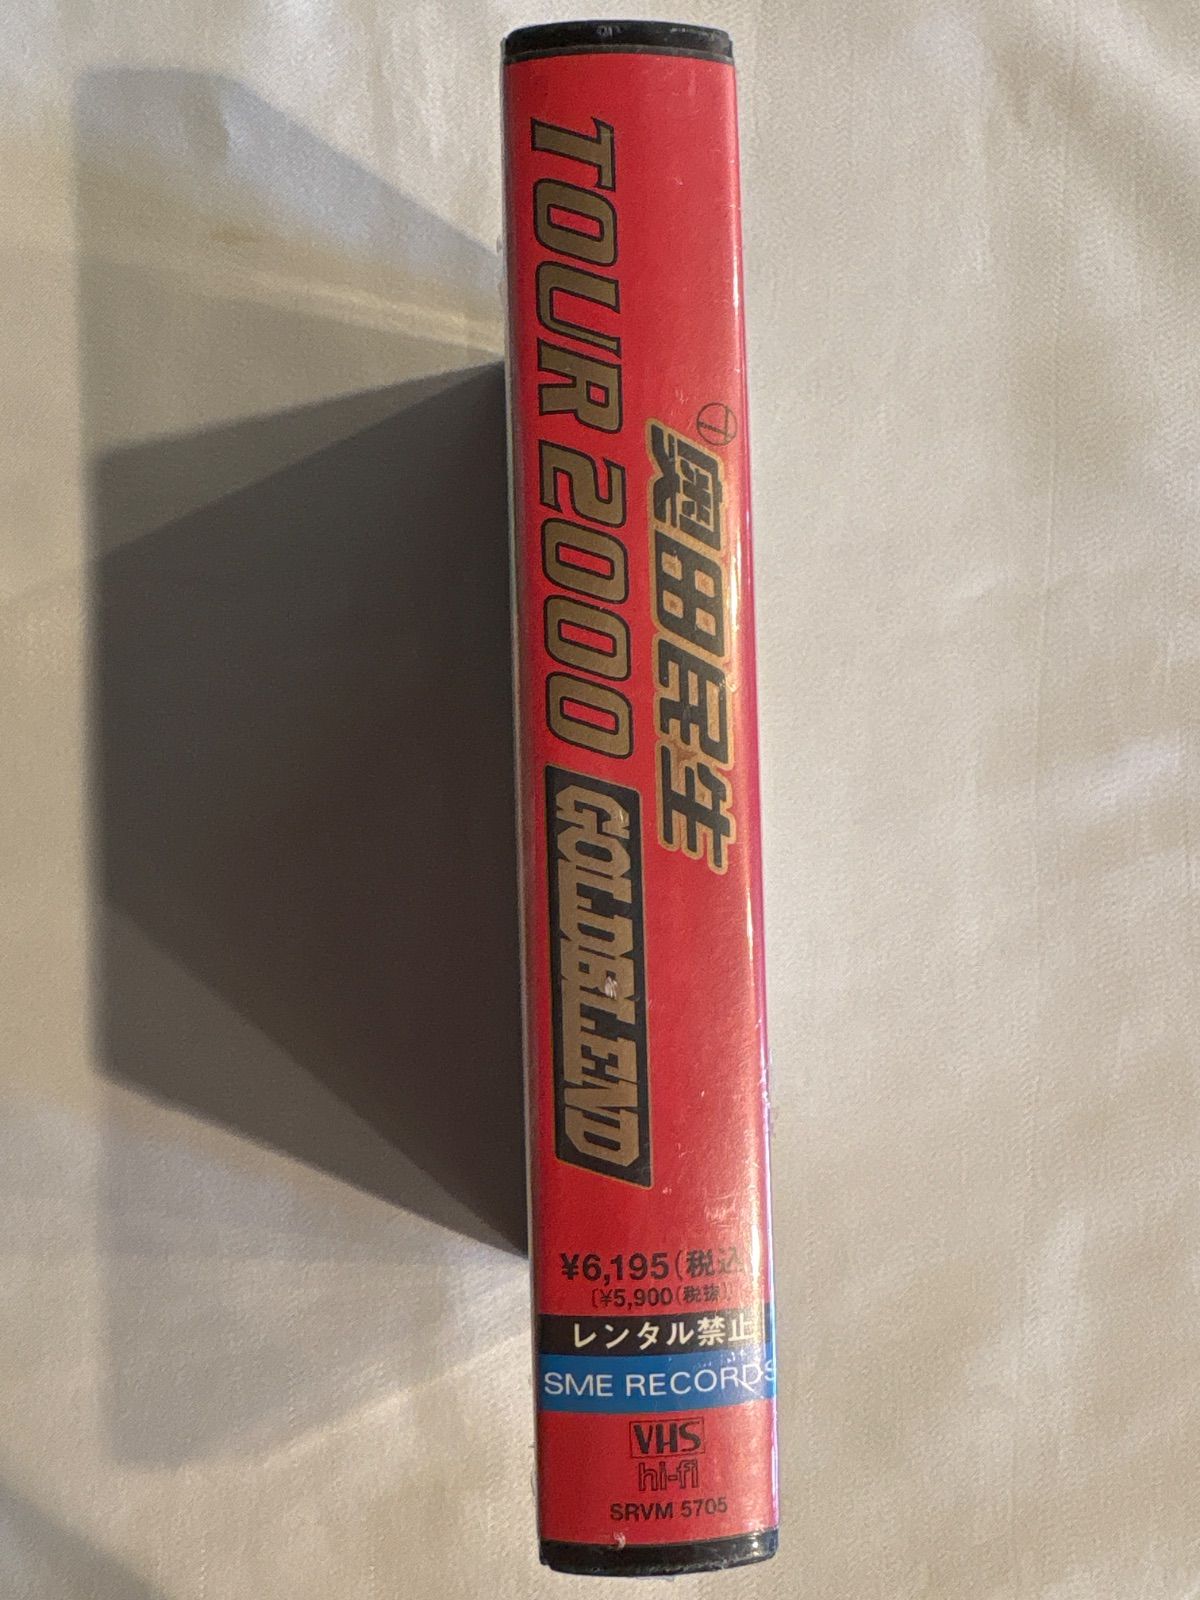 Ⓣ
奥田民生
TOUR 2000 GOLDBLEND
¥6,195(税込
(¥5,900(税抜))
レンタル禁止
SME RECORDS
VHS
hi-fi
SRVM 5705